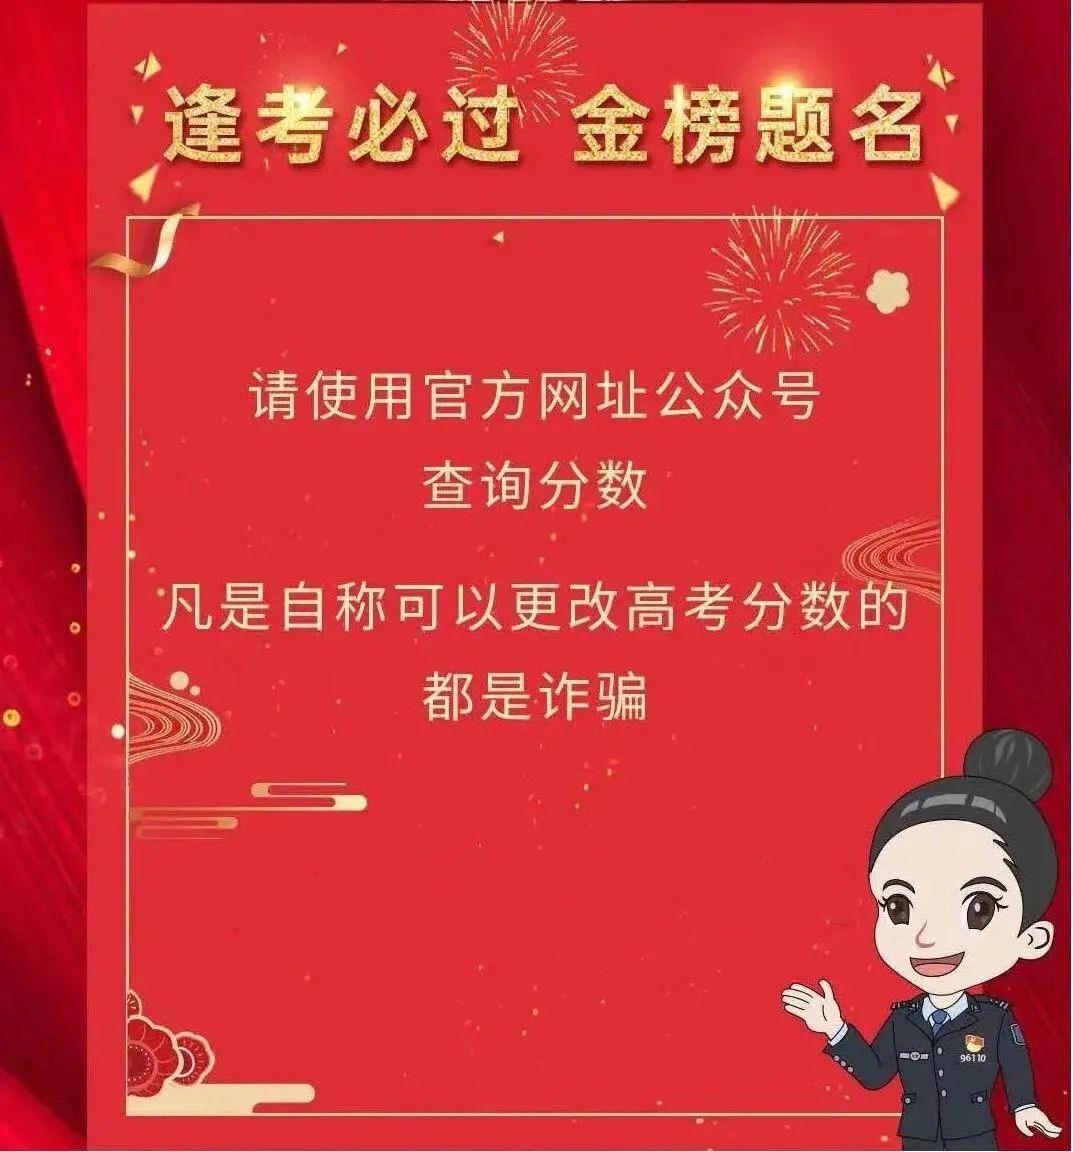 逢考必过 金榜题名
请使用官方网址公众号
查询分数
凡是自称可以更改高考分数的
都是诈骗
96110